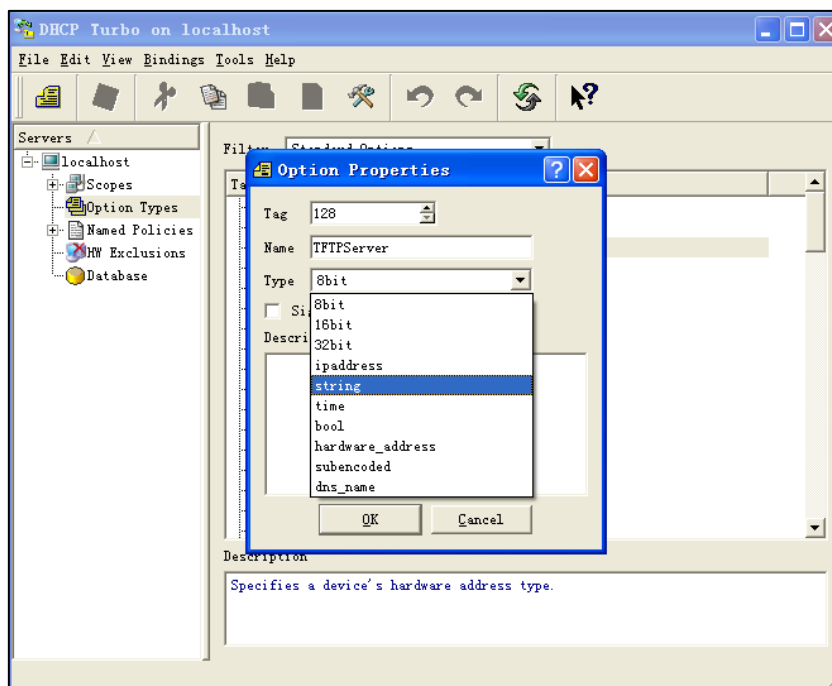 DHCP Turbo on localhost
File Edit View Bindings Tools Help
Servers
localhost
Scopes
Option Types
Named Policies
HW Exclusions
Database
Option Properties
Tag 128
Name TFTPServer
Type 8bit
8bit
16bit
32bit
ipaddress
string
time
bool
hardware_address
subencoded
dns_name
OK Cancel
Description
Specifies a device's hardware address type.